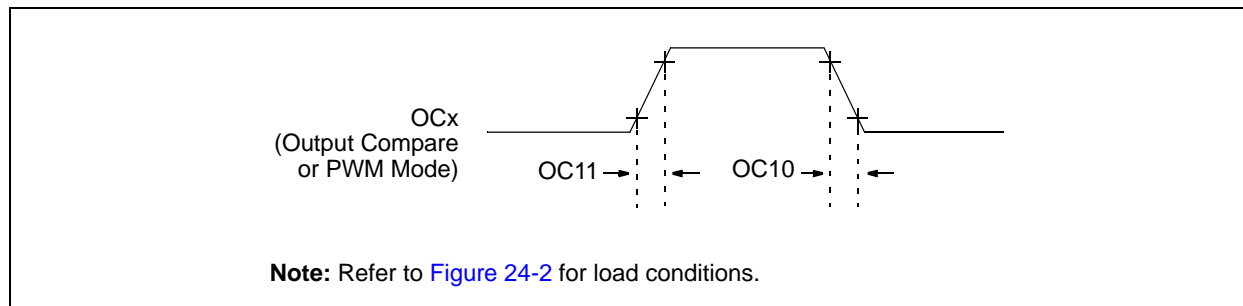 OCx
(Output Compare
or PWM Mode)
OC11
OC10
Note: Refer to Figure 24-2 for load conditions.